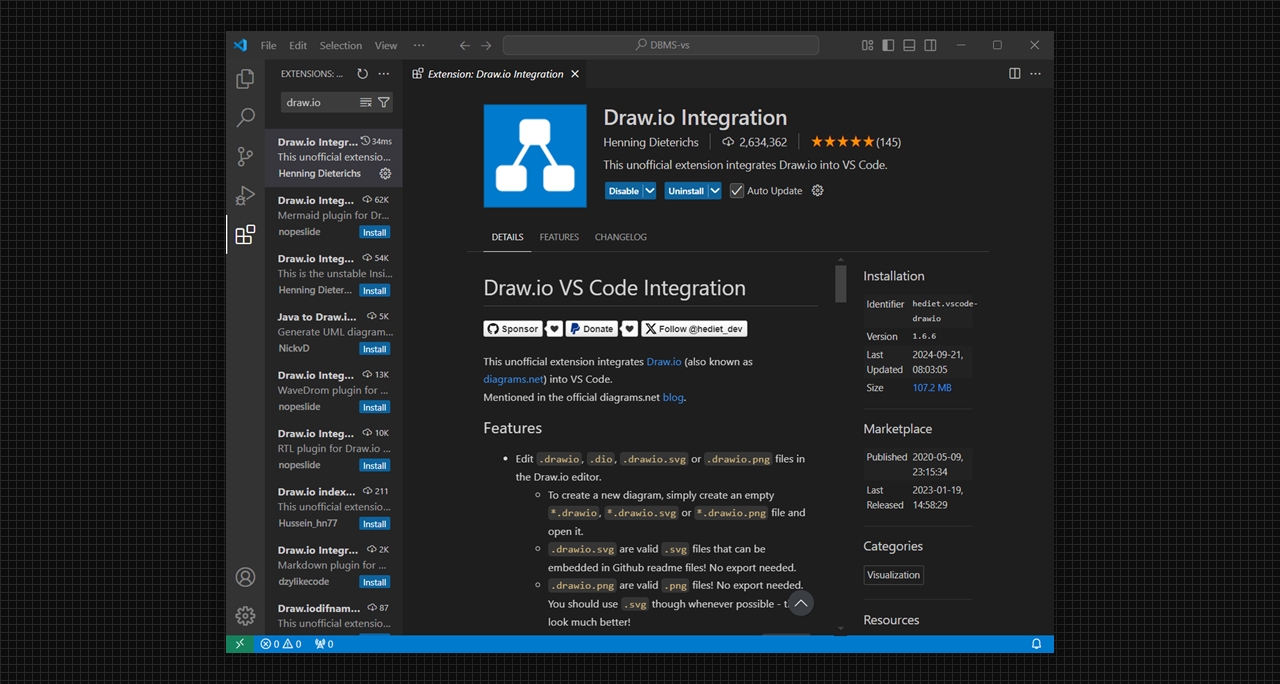 File Edit Selection View ··· DBMS-vs
EXTENSIONS: ... ···
Extension: Draw.io Integration
draw.io
Draw.io Integr... 34ms
This unofficial extensio...
Henning Dieterichs
Draw.io Integ... 62K
Mermaid plugin for Dr...
nopeslide Install
Draw.io Integ... 54K
This is the unstable Insi...
Henning Dieter... Install
Java to Draw.i... 5K
Generate UML diagram...
NickvD Install
Draw.io Integ... 13K
WaveDrom plugin for ...
nopeslide Install
Draw.io Integ... 10K
RTL plugin for Draw.io ...
nopeslide Install
Draw.io index... 211
This unofficial extensio...
Hussein_hn77 Install
Draw.io Integr... 2K
Markdown plugin for ...
dzylikecode Install
Draw.iodifnam... 87
This unofficial extensio...
Draw.io Integration
Henning Dieterichs 2,634,362 ★★★★★(145)
This unofficial extension integrates Draw.io into VS Code.
Disable Uninstall Auto Update
DETAILS FEATURES CHANGELOG
Draw.io VS Code Integration
Sponsor Donate Follow @hediet_dev
This unofficial extension integrates Draw.io (also known as
diagrams.net) into VS Code.
Mentioned in the official diagrams.net blog.
Features
• Edit .drawio, .dio, .drawio.svg or .drawio.png files in
the Draw.io editor.
To create a new diagram, simply create an empty
*.drawio, *.drawio.svg or *.drawio.png file and
open it.
.drawio.svg are valid .svg files that can be
embedded in Github readme files! No export needed.
.drawio.png are valid .png files! No export needed.
You should use .svg though whenever possible -
look much better!
Installation
Identifier hediet.vscode-
drawio
Version 1.6.6
Last 2024-09-21,
Updated 08:03:05
Size 107.2 MB
Marketplace
Published 2020-05-09,
23:15:34
Last 2023-01-19,
Released 14:58:29
Categories
Visualization
Resources
0 0 0